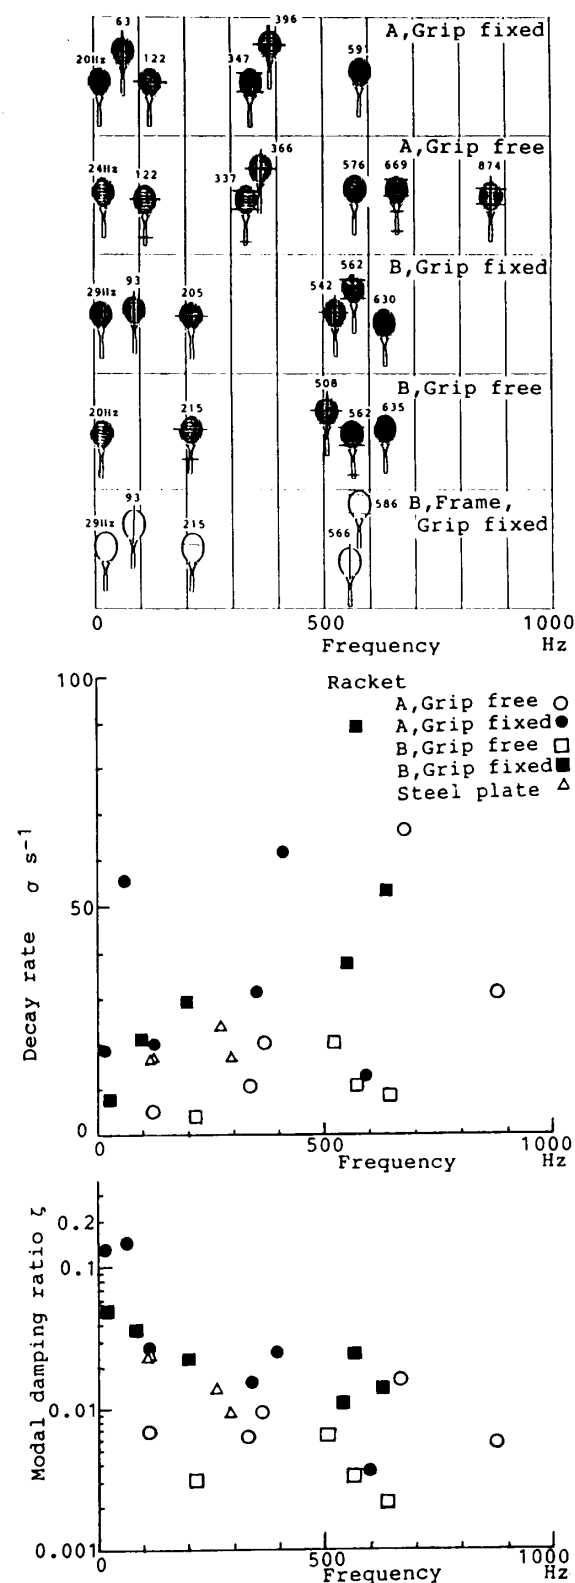 396
63
A,Grip fixed
20Hz
122
347
591
A,Grip free
366
24Hz
122
337
576
669
874
B,Grip fixed
562
29Hz
93
205
542
630
B,Grip free
508
20Hz
215
562
635
93
586
B,Frame,
Grip fixed
29Hz
215
566
0
500
1000
Frequency
Hz
100
Racket
A,Grip free
A,Grip fixed
B,Grip free
B,Grip fixed
Steel plate
Decay rate σ s⁻¹
50
0
0
500
1000
Frequency
Hz
Modal damping ratio ζ
0.2
0.1
0.01
0.001
0
500
1000
Frequency
Hz